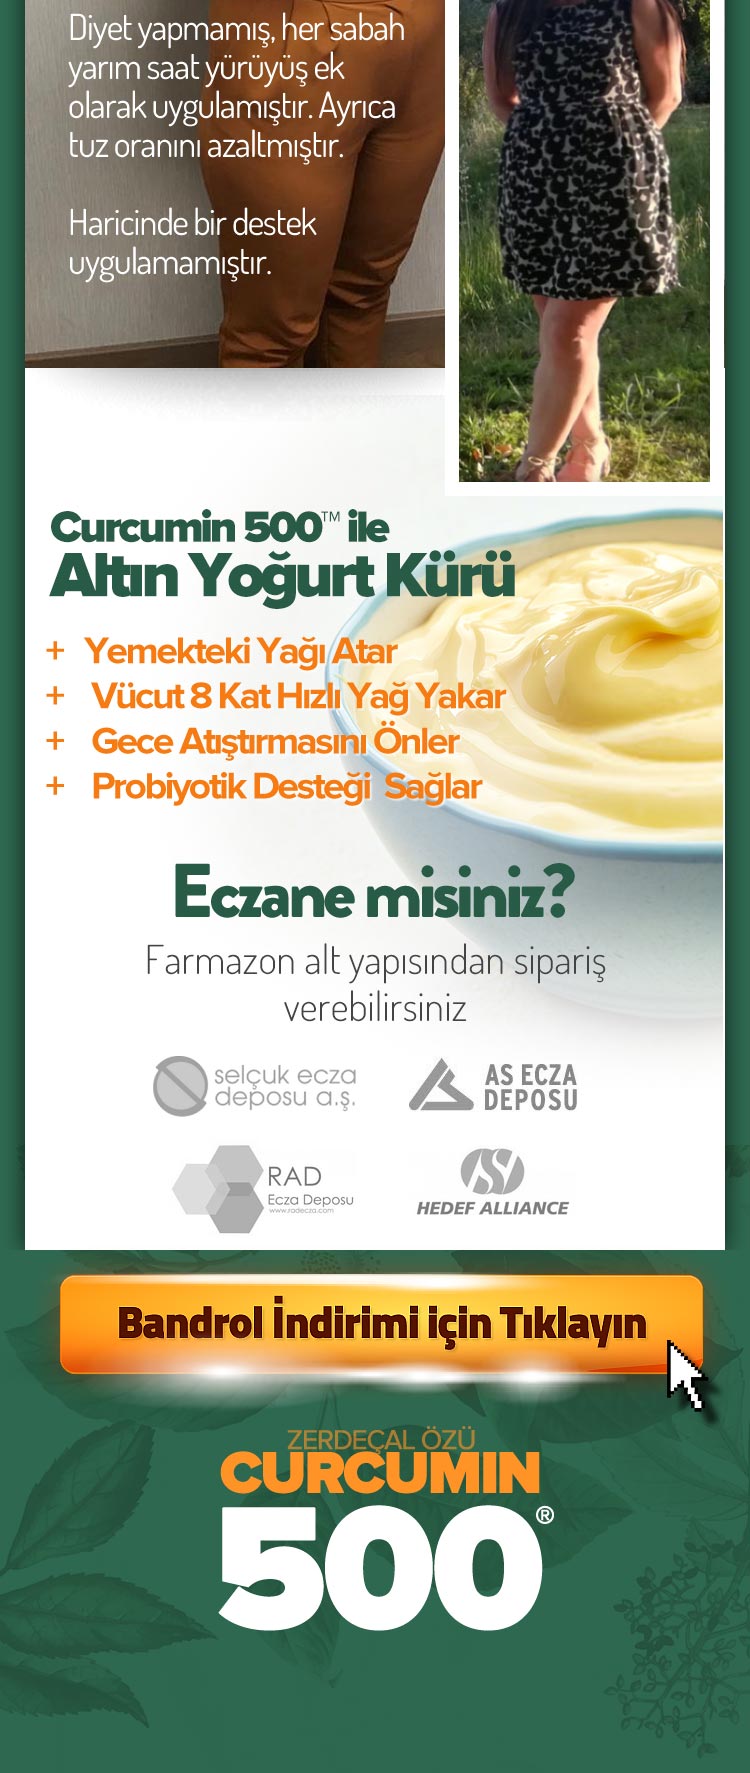 Diyet yapmamış, her sabah
yarım saat yürüyüş ek
olarak uygulamıştır. Ayrıca
tuz oranını azaltmıştır.
Haricinde bir destek
uygulamamıştır.
Curcumin 500™ ile
Altın Yoğurt Kürü
+ Yemekteki Yağı Atar
+ Vücut 8 Kat Hızlı Yağ Yakar
+ Gece Atıştırmasını Önler
+ Probiyotik Desteği Sağlar
Eczane misiniz?
Farmazon alt yapısından sipariş
verebilirsiniz
selçuk ecza
deposu a.ş.
AS ECZA
DEPOSU
RAD
Ecza Deposu
www.radecza.com
HEDEF ALLIANCE
Bandrol İndirimi için Tıklayın
ZERDEÇAL ÖZÜ
CURCUMIN
500®